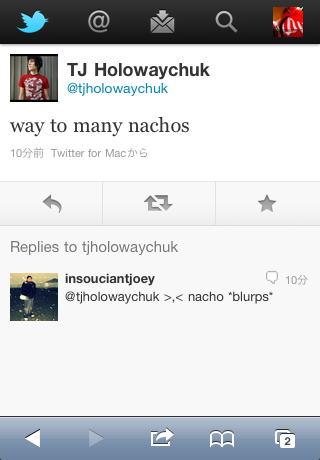 TJ Holowaychuk
@tjholowaychuk
way to many nachos
10分前 Twitter for Macから
Replies to tjholowaychuk
insouciantjoey 10分
@tjholowaychuk >,< nacho *blurps*
2